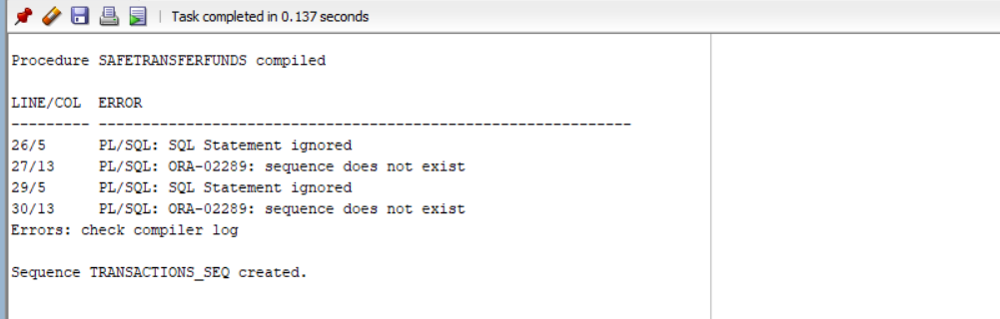 Task completed in 0.137 seconds
Procedure SAFETRANSFERFUNDS compiled
LINE/COL  ERROR
--------- -------------------------------------------------------------
26/5      PL/SQL: SQL Statement ignored
27/13     PL/SQL: ORA-02289: sequence does not exist
29/5      PL/SQL: SQL Statement ignored
30/13     PL/SQL: ORA-02289: sequence does not exist
Errors: check compiler log
Sequence TRANSACTIONS_SEQ created.